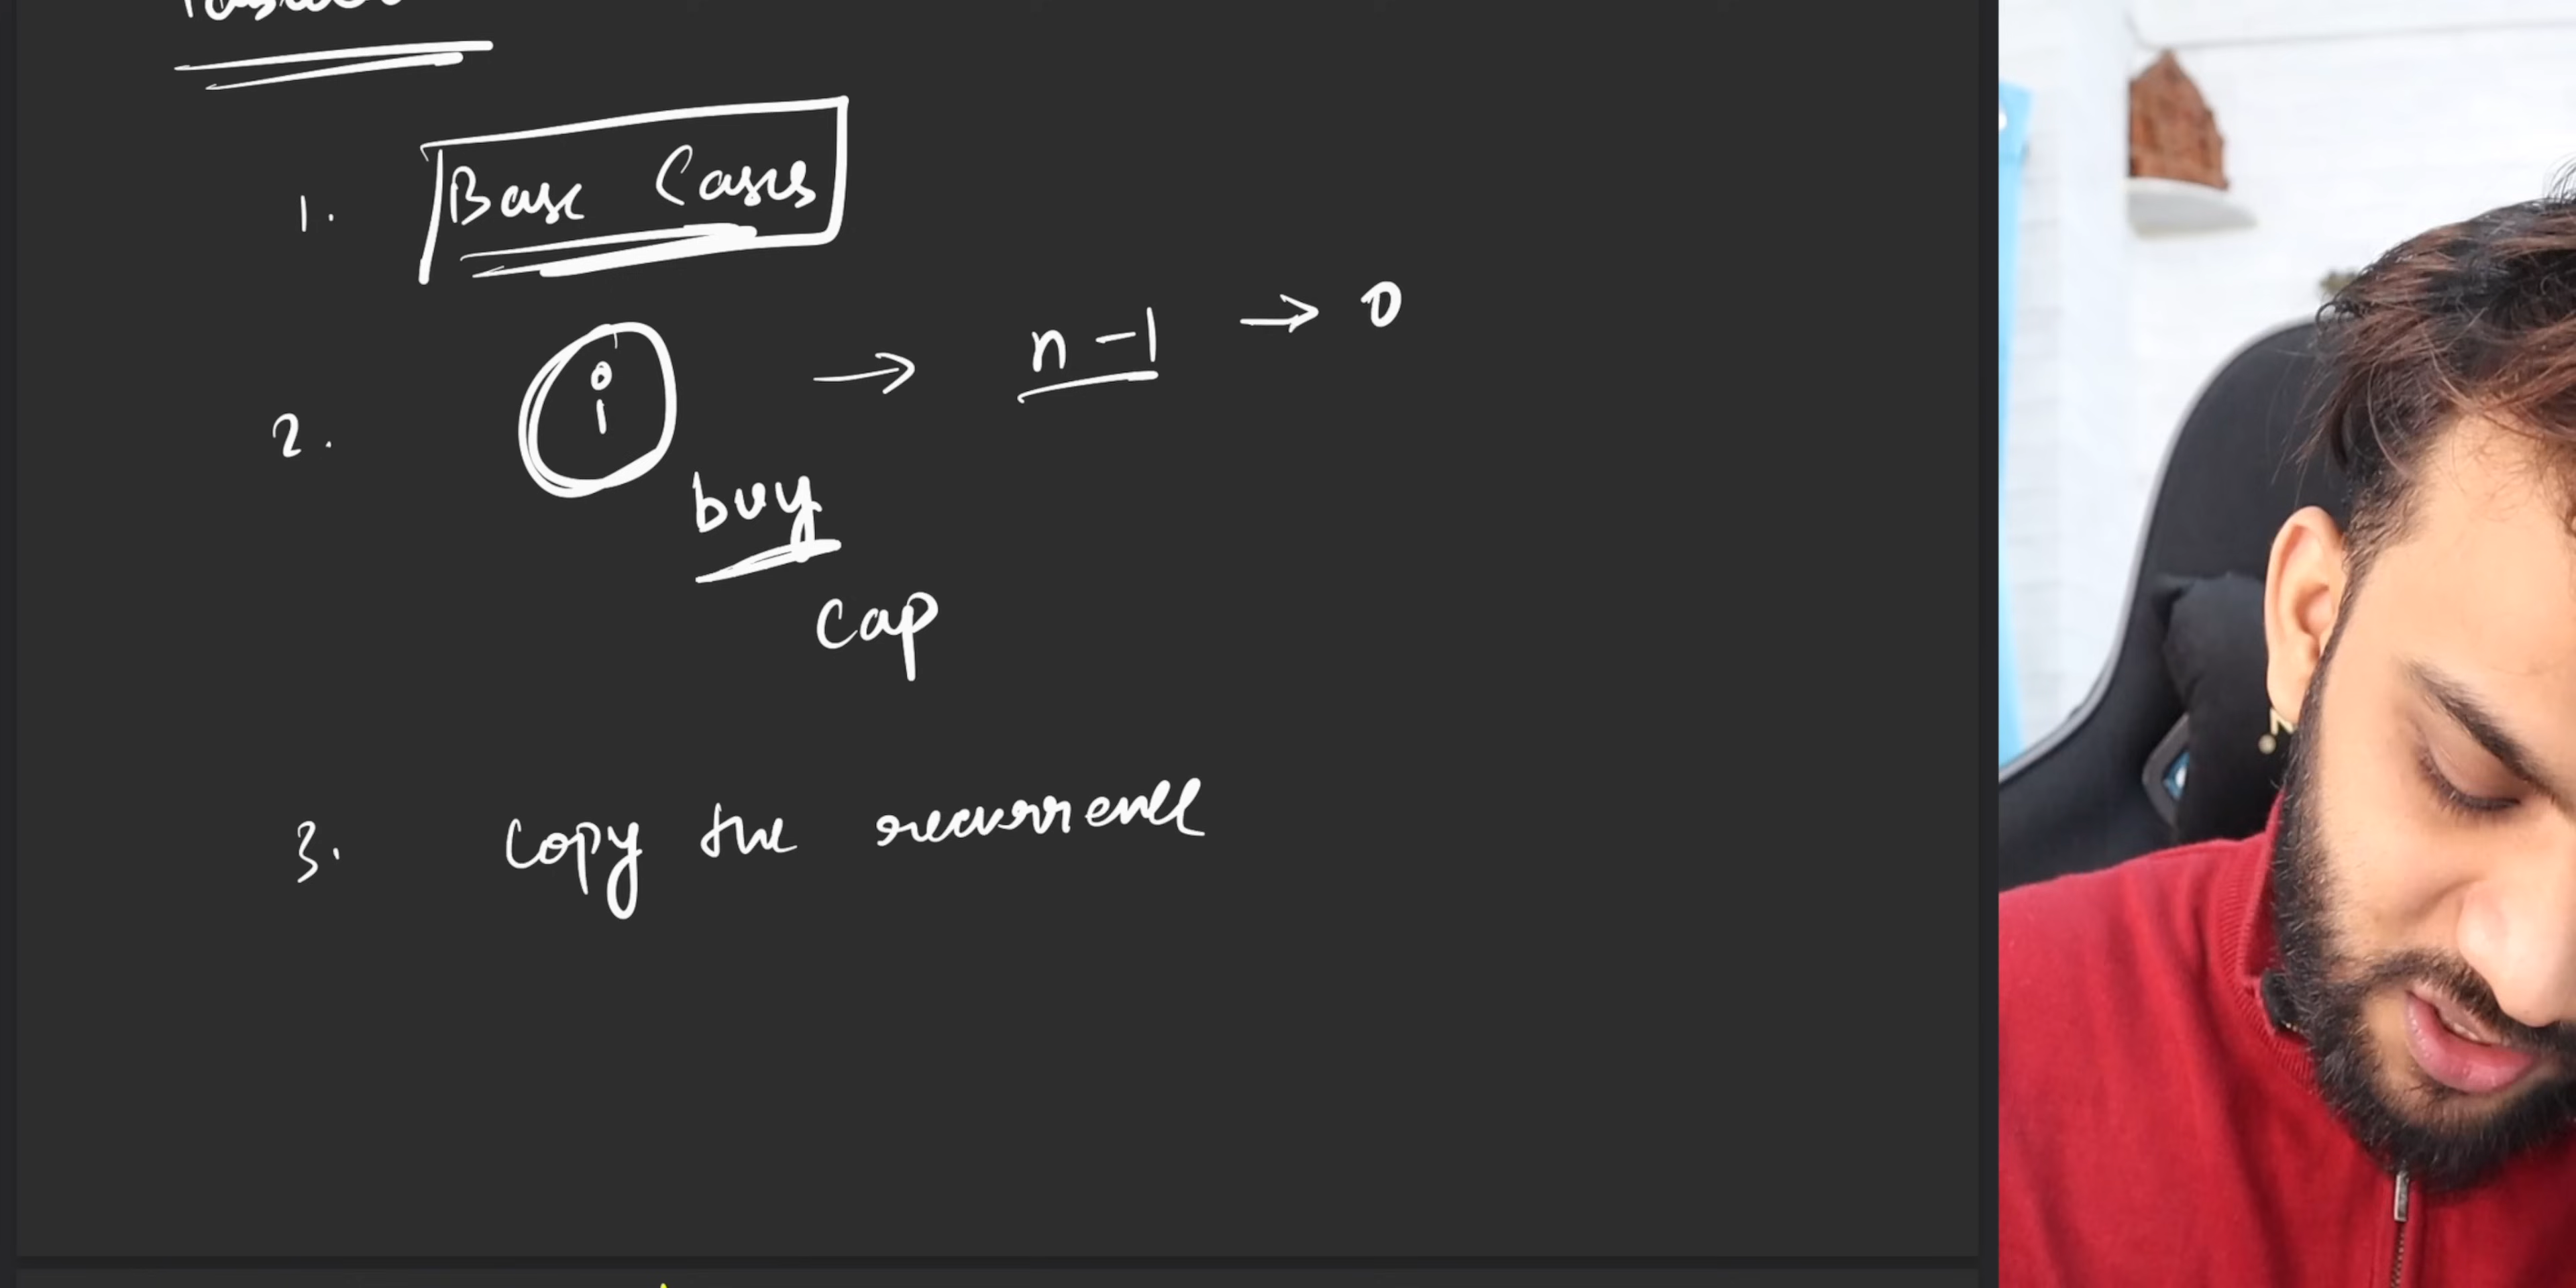 1. Base Cases
2. i → n-1 → 0
buy
cap
3. Copy the recurrence